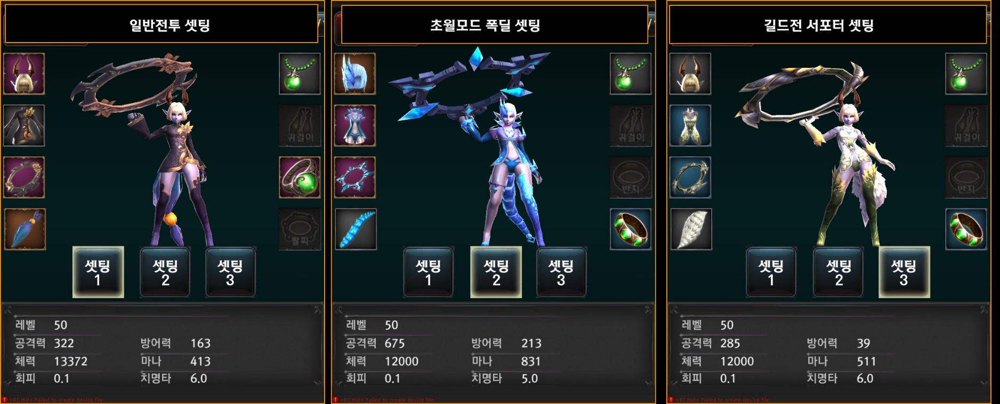 일반전투 셋팅
귀걸이
팔찌
셋팅
1
셋팅
2
셋팅
3
레벨 50
공격력 322 방어력 163
체력 13372 마나 413
회피 0.1 치명타 6.0
<RI.Hid> Failed to create device file:
초월모드 폭딜 셋팅
귀걸이
반지
셋팅
1
셋팅
2
셋팅
3
레벨 50
공격력 675 방어력 213
체력 12000 마나 831
회피 0.1 치명타 5.0
<RI.Hid> Failed to create device file:
길드전 서포터 셋팅
귀걸이
반지
셋팅
1
셋팅
2
셋팅
3
레벨 50
공격력 285 방어력 39
체력 12000 마나 511
회피 0.1 치명타 6.0
<RI.Hid> Failed to create device file: